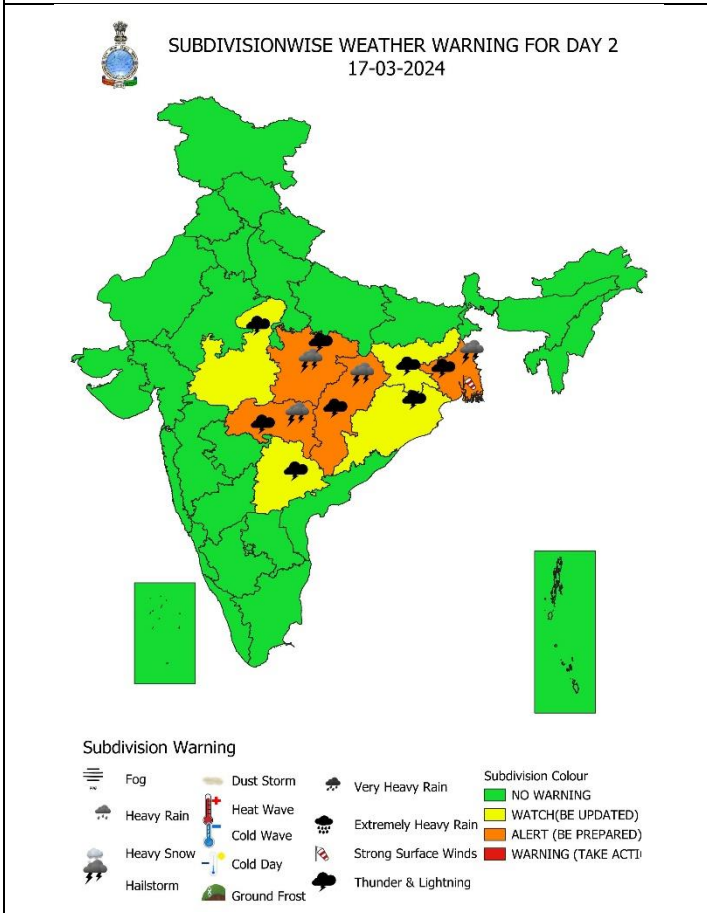 SUBDIVISIONWISE WEATHER WARNING FOR DAY 2
17-03-2024
Subdivision Warning
Fog
Heavy Rain
Heavy Snow
Hailstorm
Dust Storm
Heat Wave
Cold Wave
Cold Day
Ground Frost
Very Heavy Rain
Extremely Heavy Rain
Strong Surface Winds
Thunder & Lightning
Subdivision Colour
NO WARNING
WATCH(BE UPDATED)
ALERT (BE PREPARED)
WARNING (TAKE ACTI